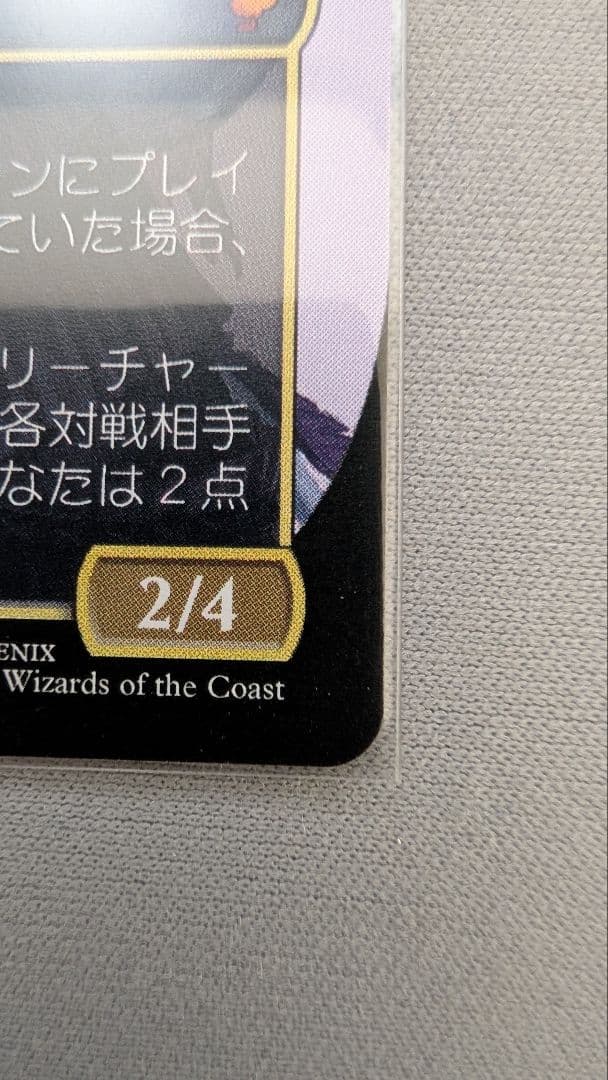 ンにプレイ
ていた場合、
リーチャー
各対戦相手
なたは2点
2/4
ENIX
Wizards of the Coast